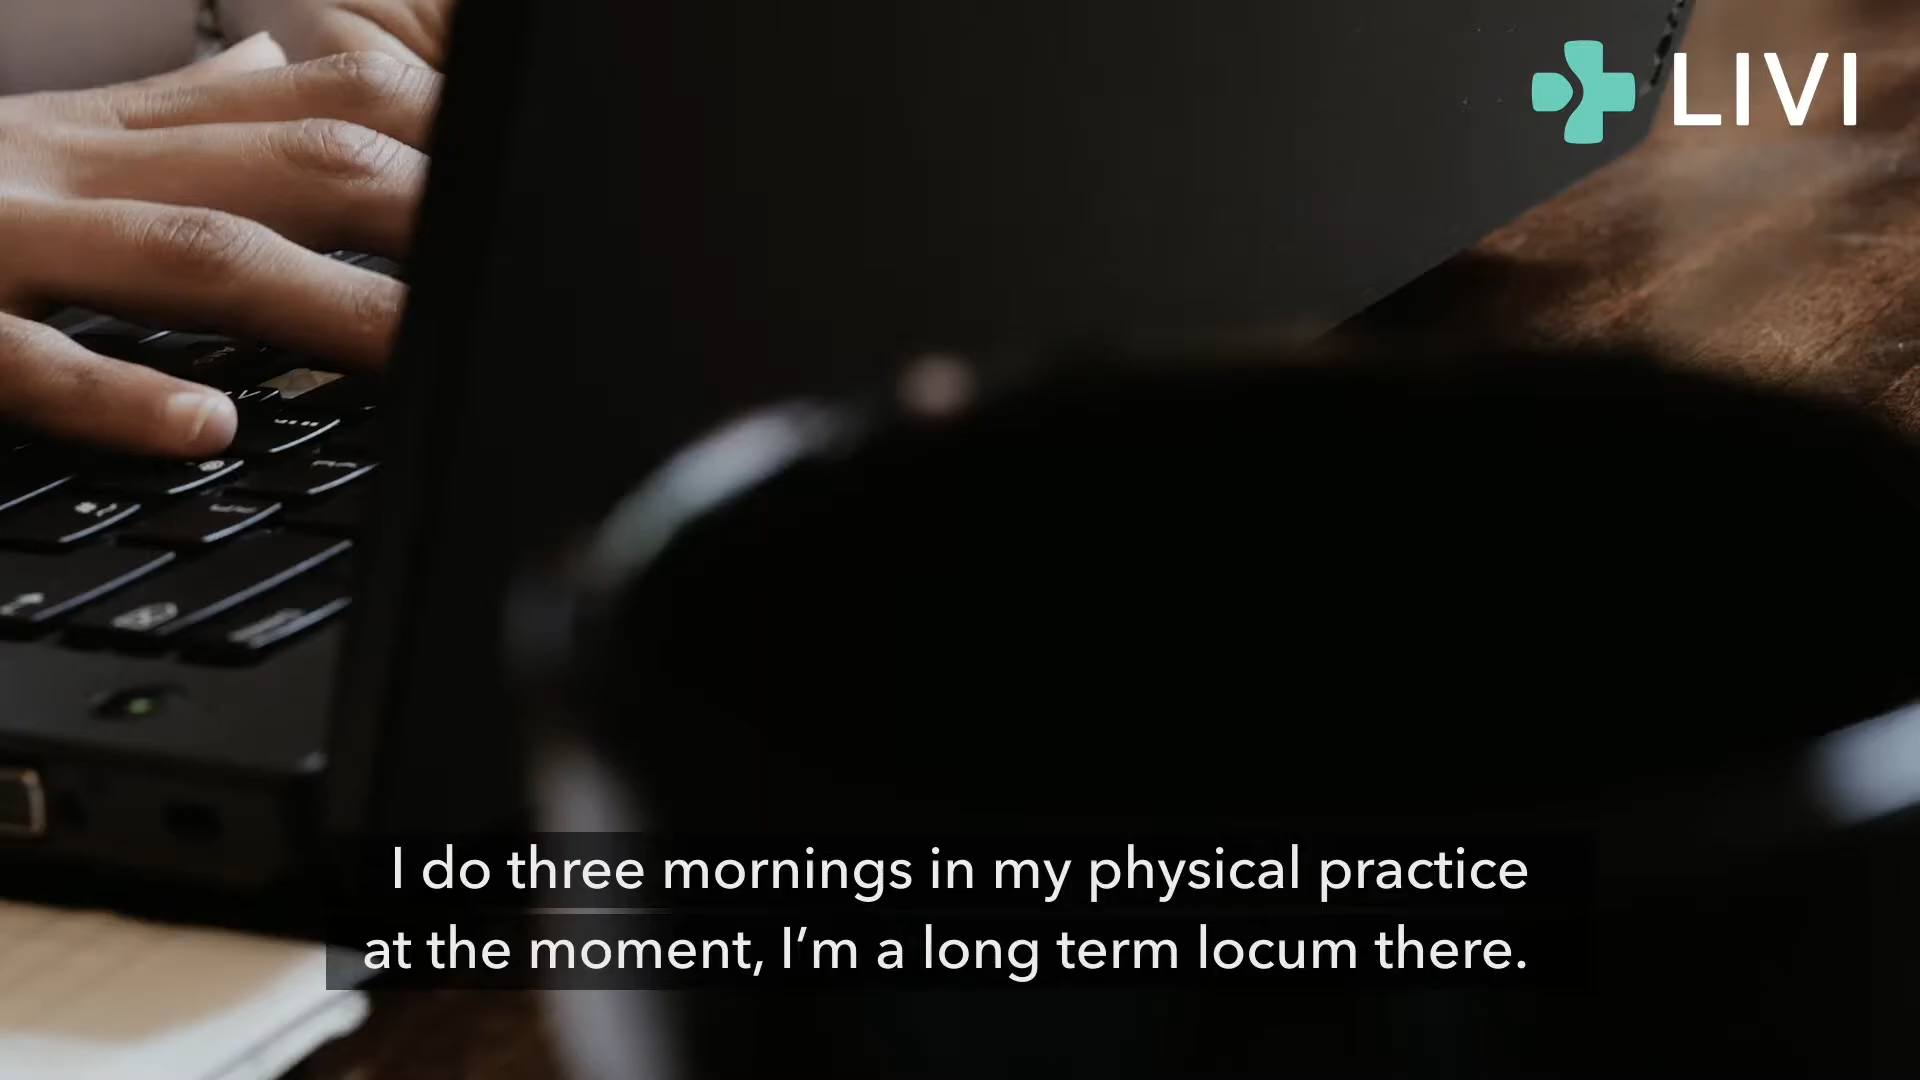 LIVI
I do three mornings in my physical practice
at the moment, I’m a long term locum there.